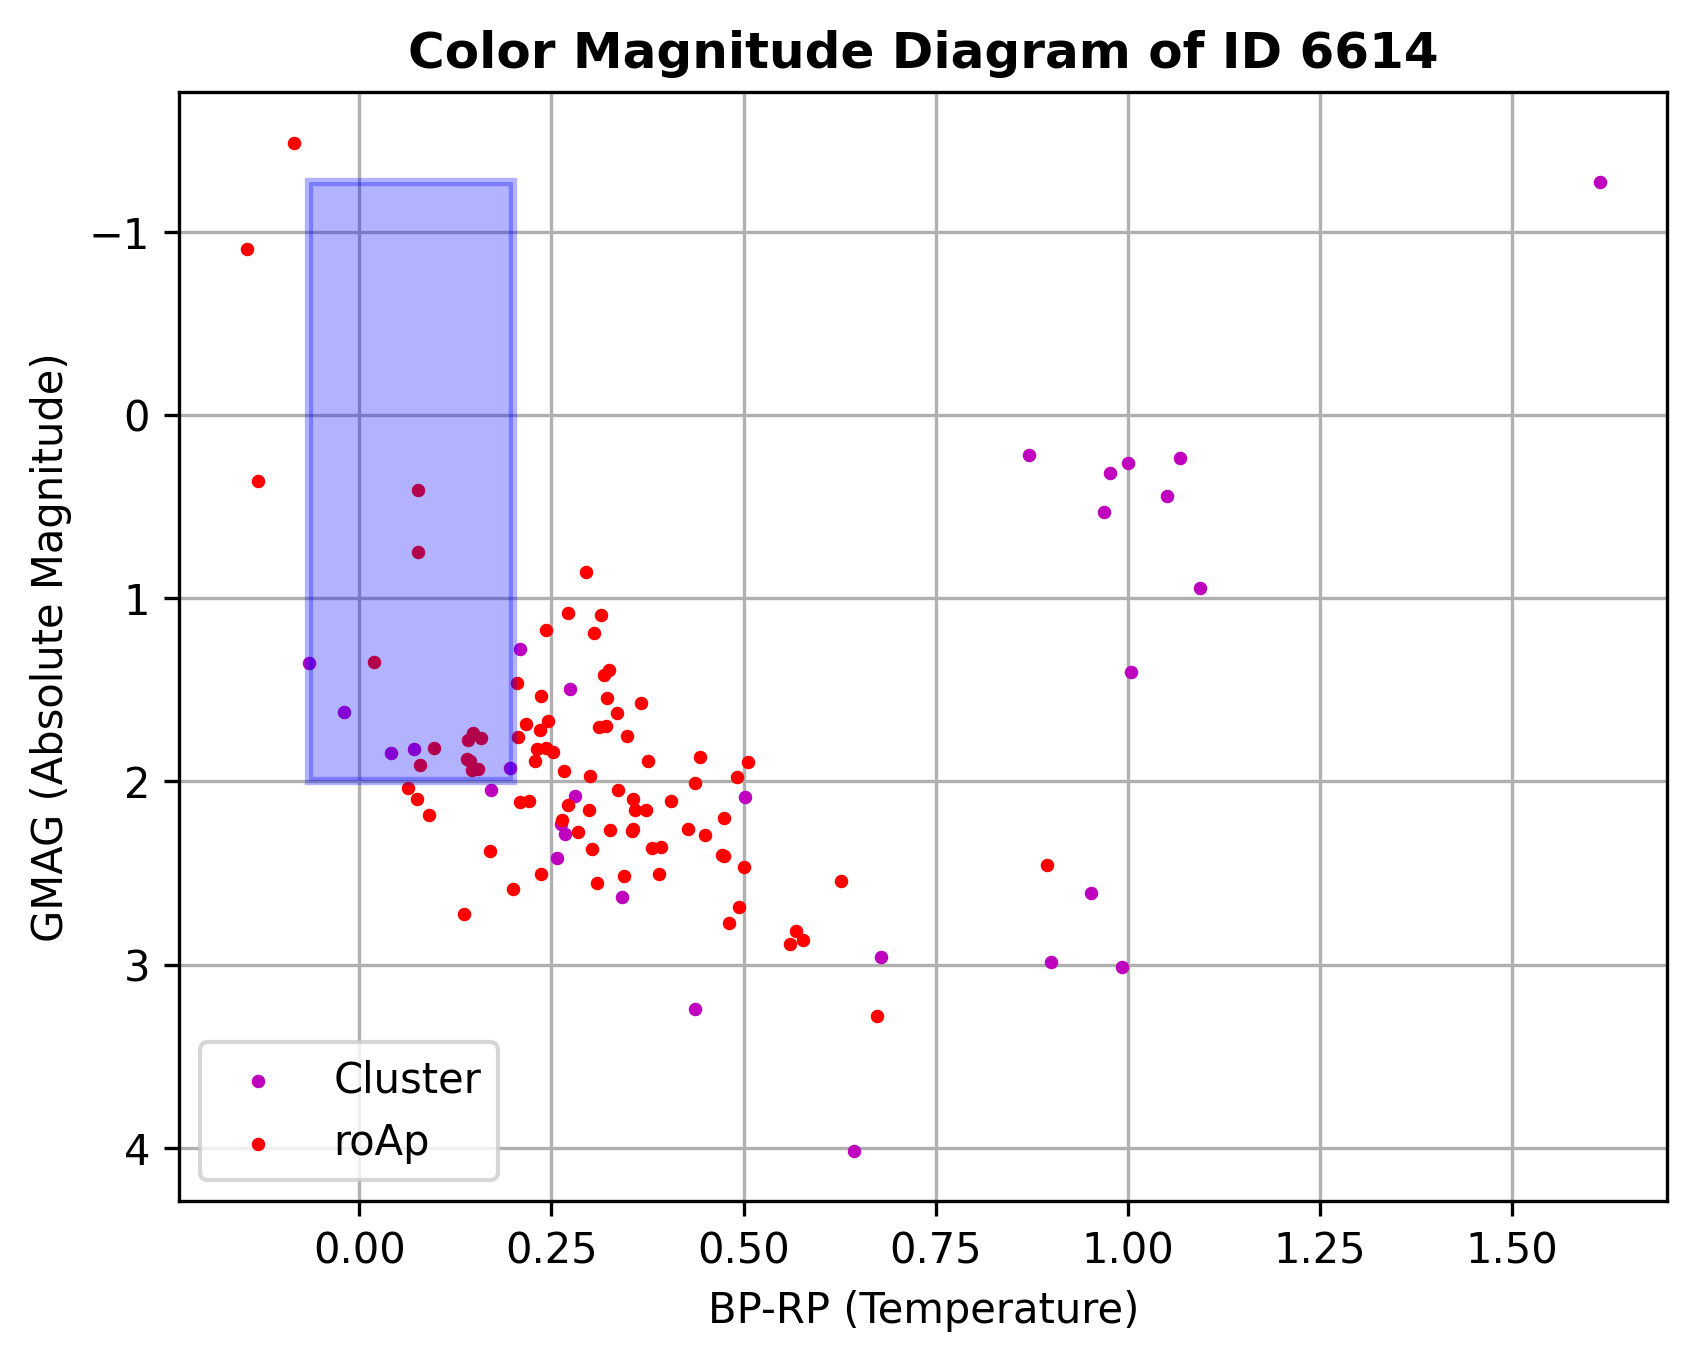 Color Magnitude Diagram of ID 6614
GMAG (Absolute Magnitude)
−1
0
1
2
3
4
Cluster
roAp
0.00 0.25 0.50 0.75 1.00 1.25 1.50
BP-RP (Temperature)